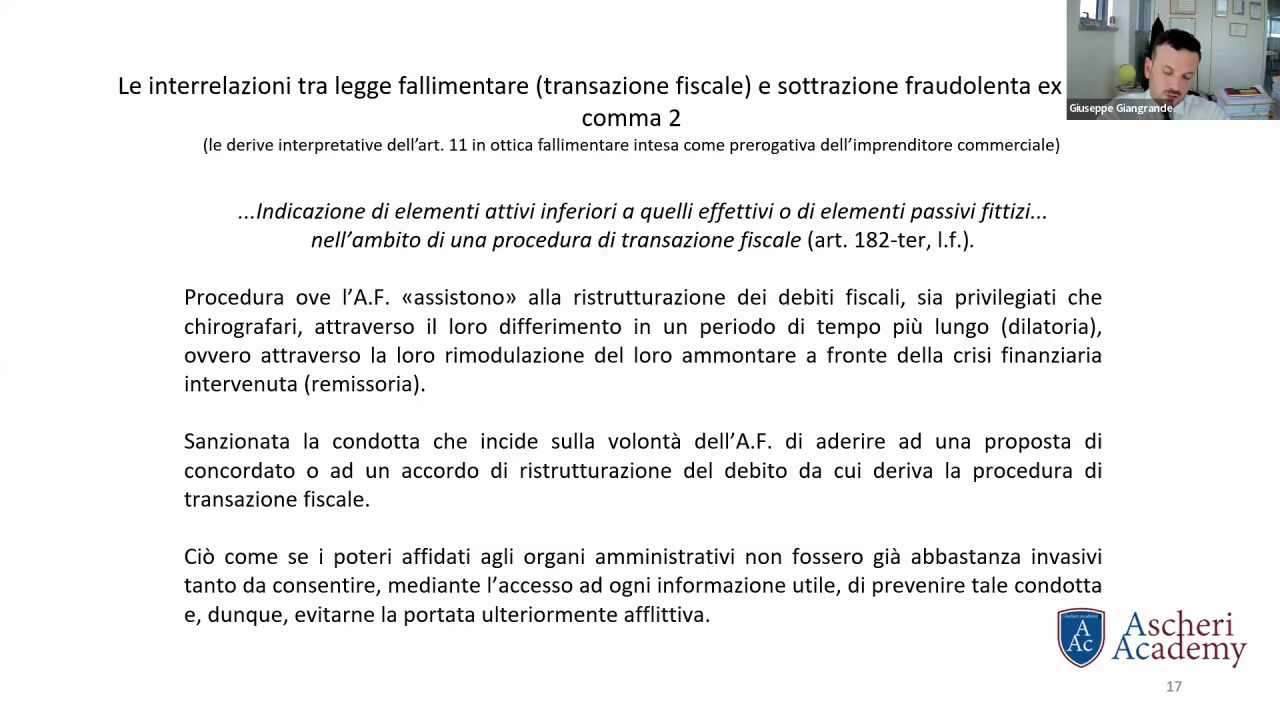 Giuseppe Giangrande
Le interrelazioni tra legge fallimentare (transazione fiscale) e sottrazione fraudolenta ex
comma 2
(le derive interpretative dell'art. 11 in ottica fallimentare intesa come prerogativa dell'imprenditore commerciale)
...Indicazione di elementi attivi inferiori a quelli effettivi o di elementi passivi fittizi...
nell'ambito di una procedura di transazione fiscale (art. 182-ter, l.f.).
Procedura ove l'A.F. «assistono» alla ristrutturazione dei debiti fiscali, sia privilegiati che
chirografari, attraverso il loro differimento in un periodo di tempo più lungo (dilatoria),
ovvero attraverso la loro rimodulazione del loro ammontare a fronte della crisi finanziaria
intervenuta (remissoria).
Sanzionata la condotta che incide sulla volontà dell'A.F. di aderire ad una proposta di
concordato o ad un accordo di ristrutturazione del debito da cui deriva la procedura di
transazione fiscale.
Ciò come se i poteri affidati agli organi amministrativi non fossero già abbastanza invasivi
tanto da consentire, mediante l'accesso ad ogni informazione utile, di prevenire tale condotta
e, dunque, evitarne la portata ulteriormente afflittiva.
Ascheri Academy
A
Ac
Ascheri
Academy
17